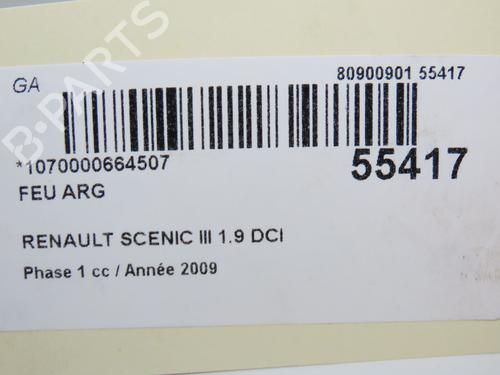 GA
80900901 55417
*1070000664507
55417
FEU ARG
RENAULT SCENIC III 1.9 DCI
Phase 1 cc / Année 2009
B-PARTS